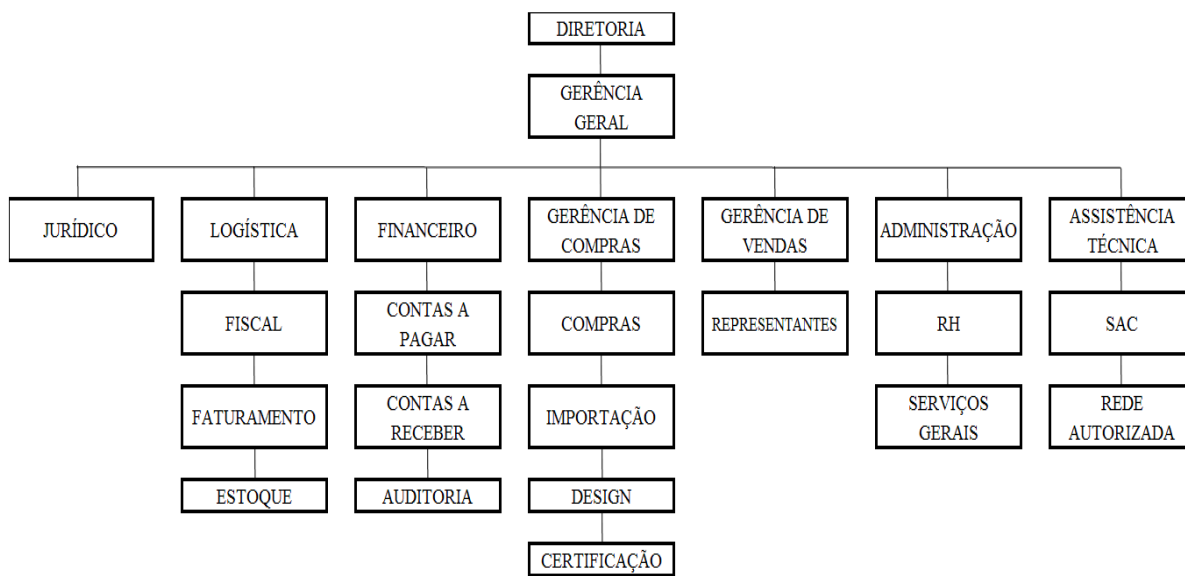 DIRETORIA
GERÊNCIA
GERAL
JURÍDICO
LOGÍSTICA
FINANCEIRO
GERÊNCIA DE
COMPRAS
GERÊNCIA DE
VENDAS
ADMINISTRAÇÃO
ASSISTÊNCIA
TÉCNICA
FISCAL
CONTAS A
PAGAR
COMPRAS
REPRESENTANTES
RH
SAC
FATURAMENTO
CONTAS A
RECEBER
IMPORTAÇÃO
SERVIÇOS
GERAIS
REDE
AUTORIZADA
ESTOQUE
AUDITORIA
DESIGN
CERTIFICAÇÃO